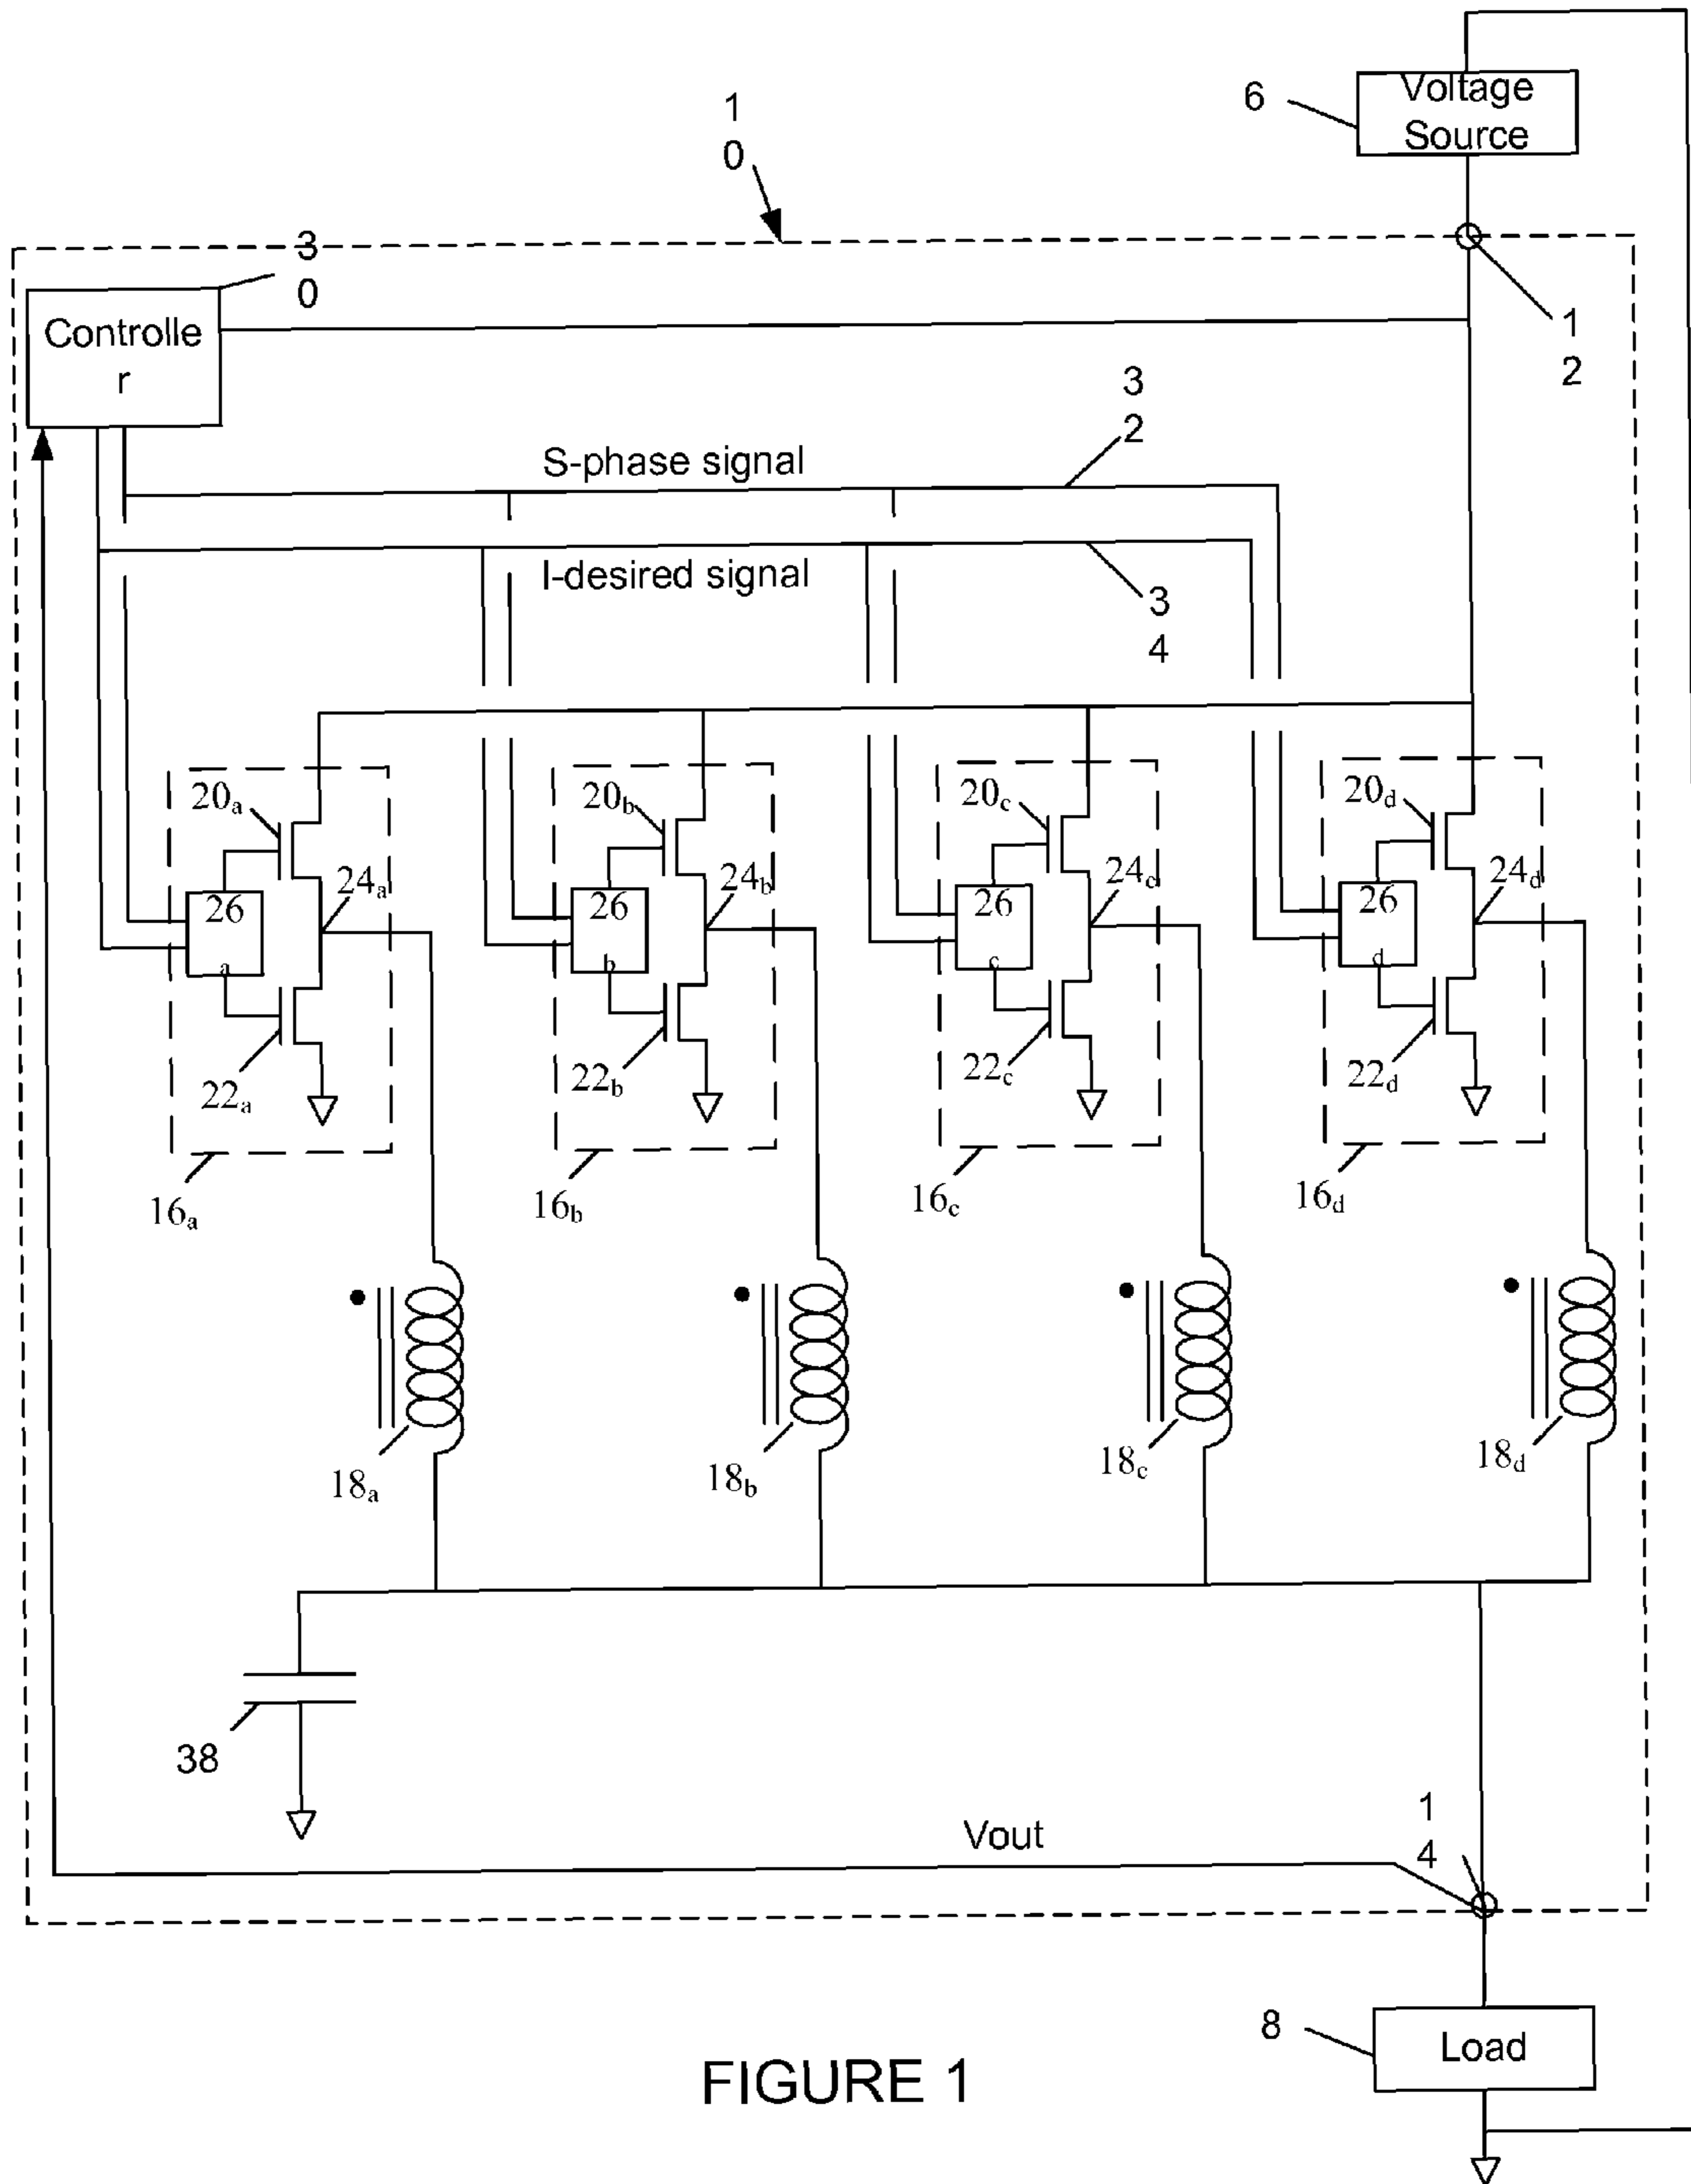 Voltage
Source
6
1
0
3
0
Controlle
r
1
2
3
2
S-phase signal
I-desired signal
3
4
20a
20b
20c
20d
24a
24b
24c
24d
26
a
26
b
26
c
26
d
22a
22b
22c
22d
16a
16b
16c
16d
18a
18b
18c
18d
38
Vout
1
4
8
Load
FIGURE 1